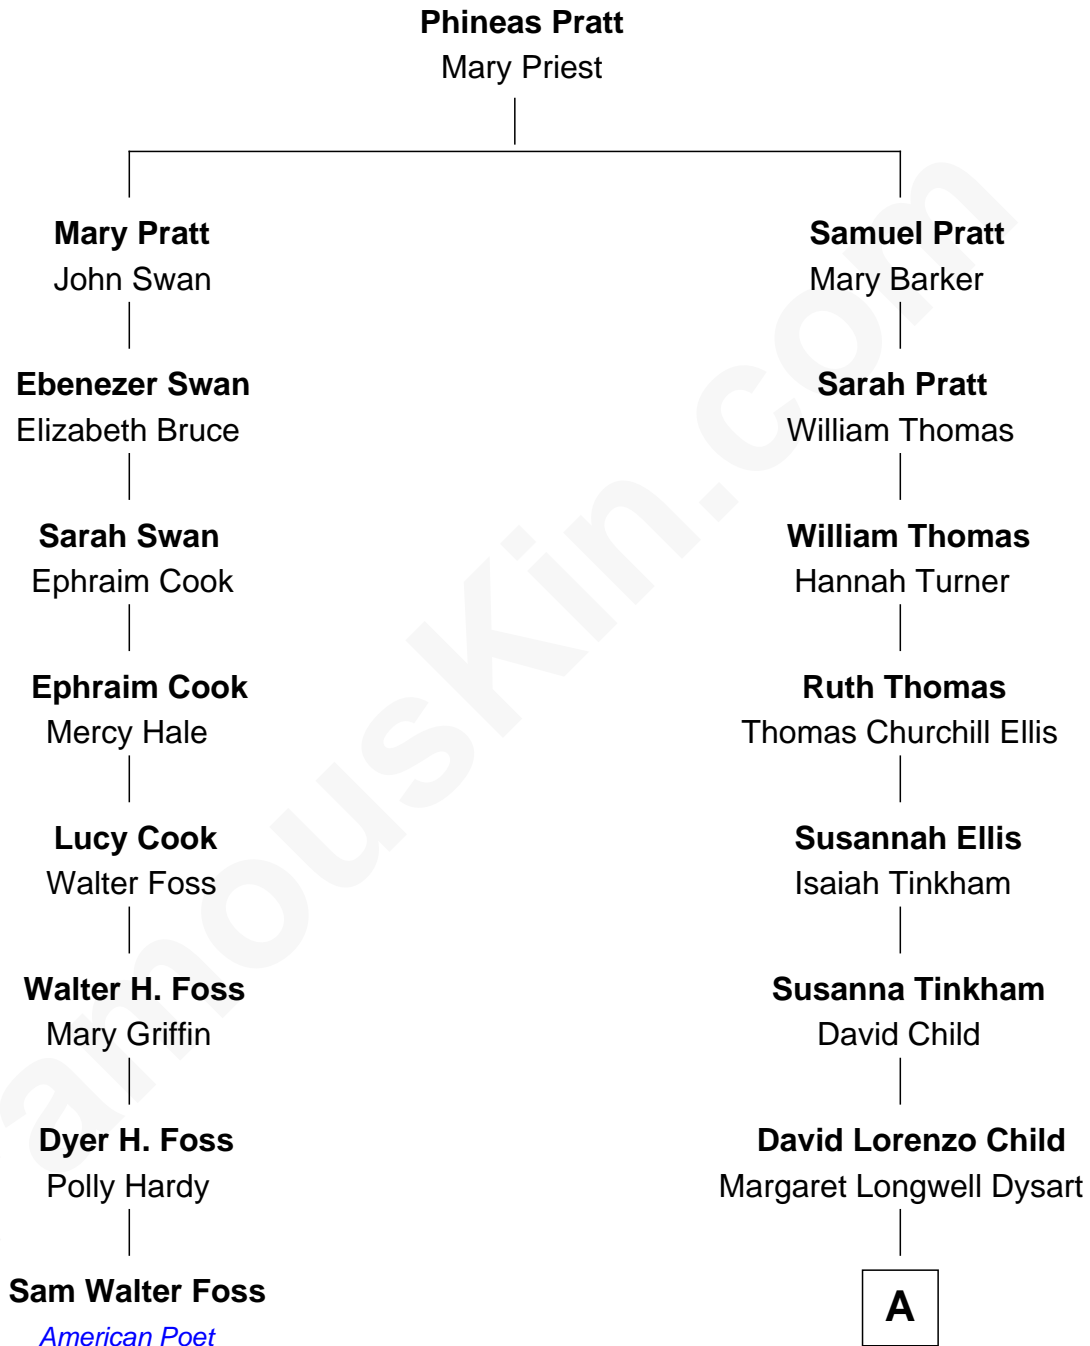 Phineas Pratt
Mary Priest
Mary Pratt
John Swan
Samuel Pratt
Mary Barker
Ebenezer Swan
Elizabeth Bruce
Sarah Pratt
William Thomas
Sarah Swan
Ephraim Cook
William Thomas
Hannah Turner
Ephraim Cook
Mercy Hale
Ruth Thomas
Thomas Churchill Ellis
Lucy Cook
Walter Foss
Susannah Ellis
Isaiah Tinkham
Walter H. Foss
Mary Griffin
Susanna Tinkham
David Child
Dyer H. Foss
Polly Hardy
David Lorenzo Child
Margaret Longwell Dysart
Sam Walter Foss
American Poet
A
amouskin.com